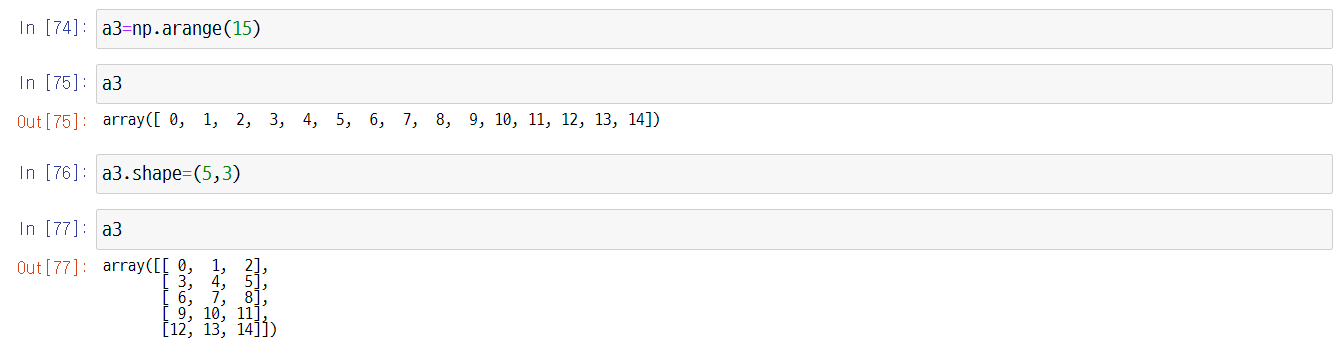 In [74]: a3=np.arange(15)
In [75]: a3
Out[75]: array([ 0,  1,  2,  3,  4,  5,  6,  7,  8,  9, 10, 11, 12, 13, 14])
In [76]: a3.shape=(5,3)
In [77]: a3
Out[77]: array([[ 0,  1,  2],
[ 3,  4,  5],
[ 6,  7,  8],
[ 9, 10, 11],
[12, 13, 14]])